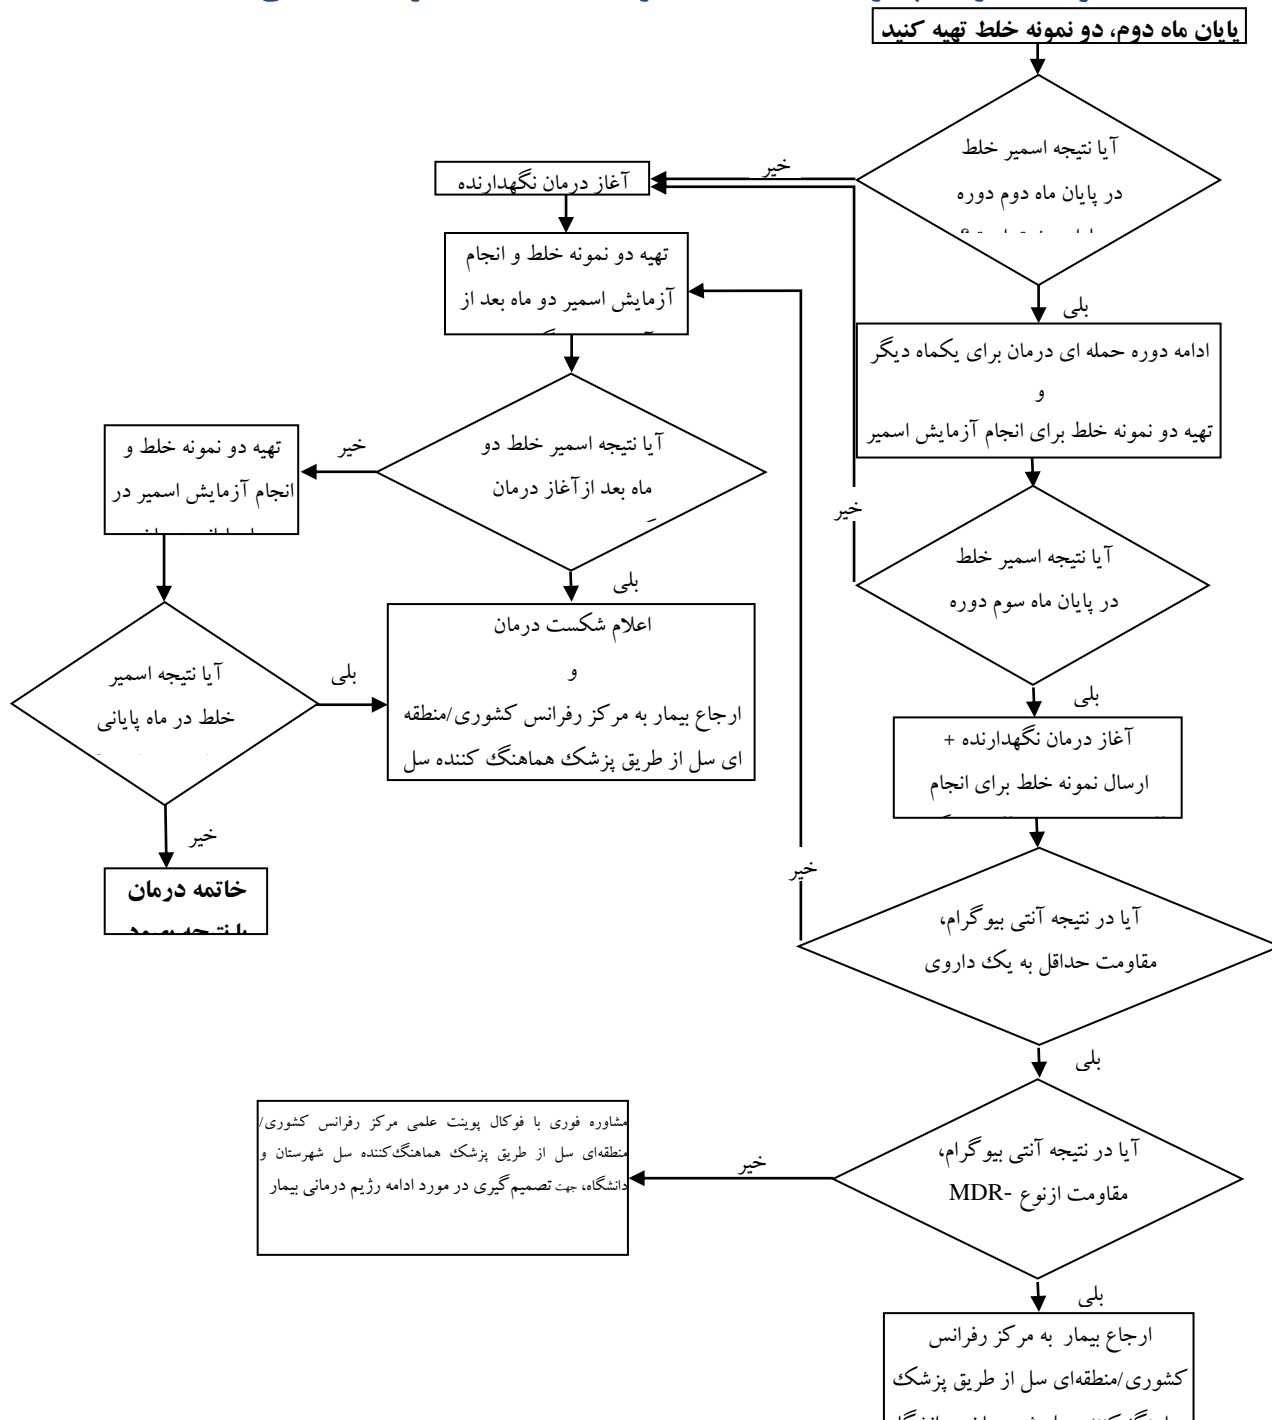 پایان ماه دوم، دو نمونه خلط تهیه کنید
آیا نتیجه اسمیر خلط
در پایان ماه دوم دوره
خیر
بلی
آغاز درمان نگهدارنده
تهیه دو نمونه خلط و انجام
آزمایش اسمیر دو ماه بعد از
ادامه دوره حمله ای درمان برای یکماه دیگر
و
تهیه دو نمونه خلط برای انجام آزمایش اسمیر
آیا نتیجه اسمیر خلط دو
ماه بعد ازآغاز درمان
خیر
بلی
تهیه دو نمونه خلط و
انجام آزمایش اسمیر در
آیا نتیجه اسمیر خلط
در پایان ماه سوم دوره
خیر
بلی
اعلام شکست درمان
و
ارجاع بیمار به مرکز رفرانس کشوری/منطقه
ای سل از طریق پزشک هماهنگ کننده سل
آیا نتیجه اسمیر
خلط در ماه پایانی
بلی
خیر
خاتمه درمان
آغاز درمان نگهدارنده +
ارسال نمونه خلط برای انجام
آیا در نتیجه آنتی بیوگرام،
مقاومت حداقل به یک داروی
خیر
بلی
آیا در نتیجه آنتی بیوگرام،
مقاومت ازنوع MDR-
خیر
بلی
مشاوره فوری با فوکال پوینت علمی مرکز رفرانس کشوری/
منطقه‌ای سل از طریق پزشک هماهنگ‌کننده سل شهرستان و
دانشگاه، جهت تصمیم گیری در مورد ادامه رژیم درمانی بیمار
ارجاع بیمار به مرکز رفرانس
کشوری/منطقه‌ای سل از طریق پزشک